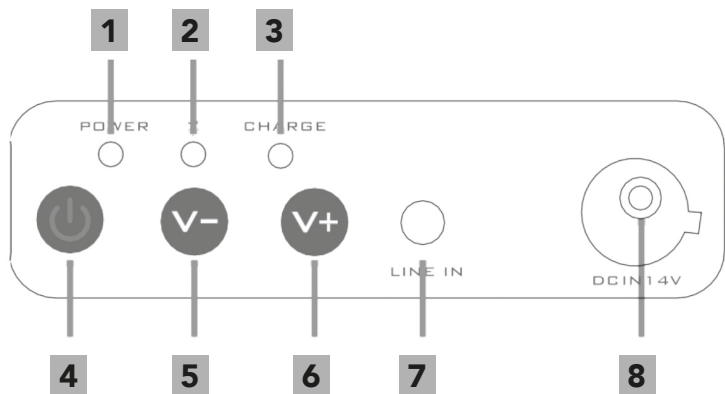 1 2 3
POWER CHARGE
V- V+
LINE IN
DCIN14V
4 5 6 7 8